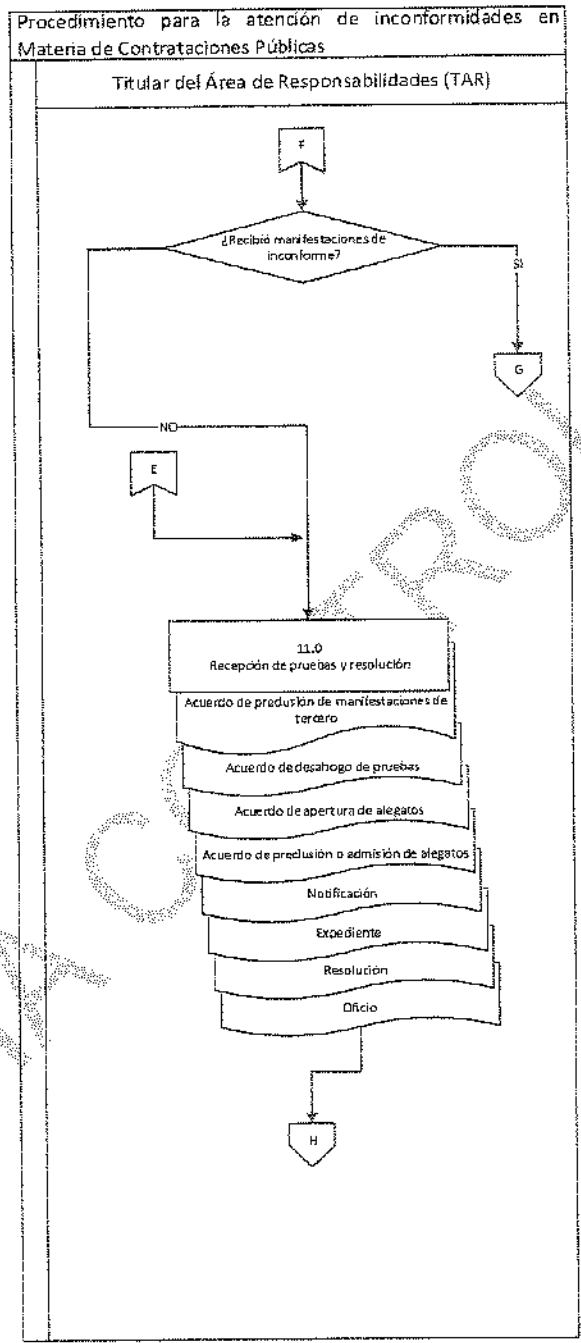 Procedimiento para la atención de inconformidades en
Materia de Contrataciones Públicas
Titular del Área de Responsabilidades (TAR)
F
¿Recibió manifestaciones de
inconforme?
SI
G
NO
E
11.0
Recepción de pruebas y resolución
Acuerdo de preclusión de manifestaciones de
tercero
Acuerdo de desahogo de pruebas
Acuerdo de apertura de alegatos
Acuerdo de preclusión o admisión de alegatos
Notificación
Expediente
Resolución
Oficio
H